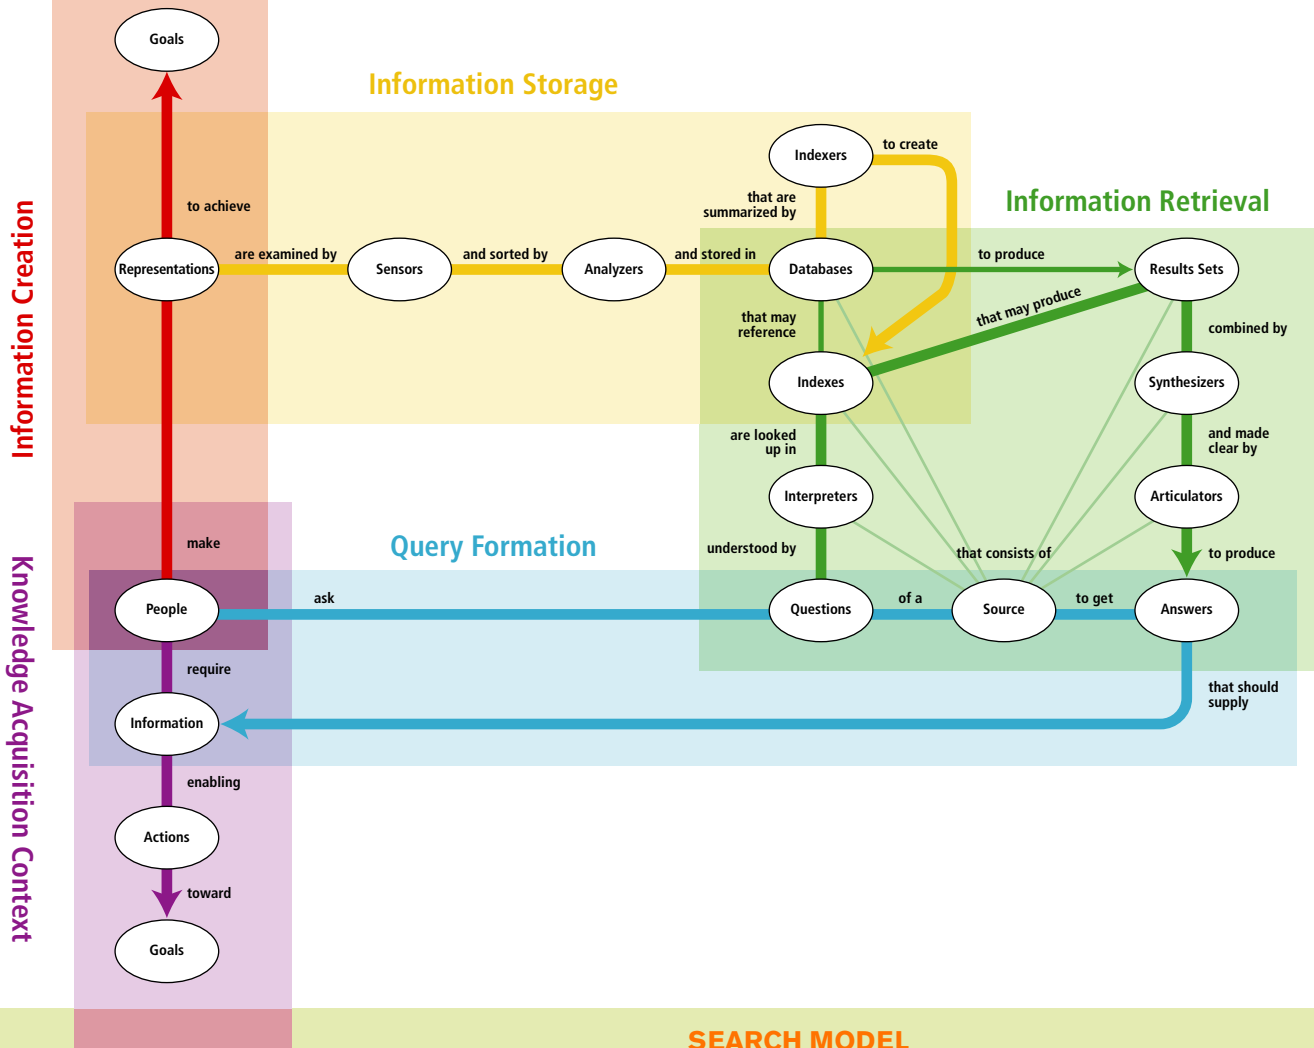 Goals
Information Storage
Indexers
to create
that are
summarized by
Information Retrieval
to achieve
Representations
are examined by
Sensors
and sorted by
Analyzers
and stored in
Databases
to produce
Results Sets
that may
reference
that may produce
combined by
Indexes
Synthesizers
Information Creation
are looked
up in
and made
clear by
Interpreters
Articulators
make
Query Formation
understood by
that consists of
to produce
People
ask
Questions
of a
Source
to get
Answers
require
that should
supply
Information
Knowledge Acquisition Context
enabling
Actions
toward
Goals
SEARCH MODEL